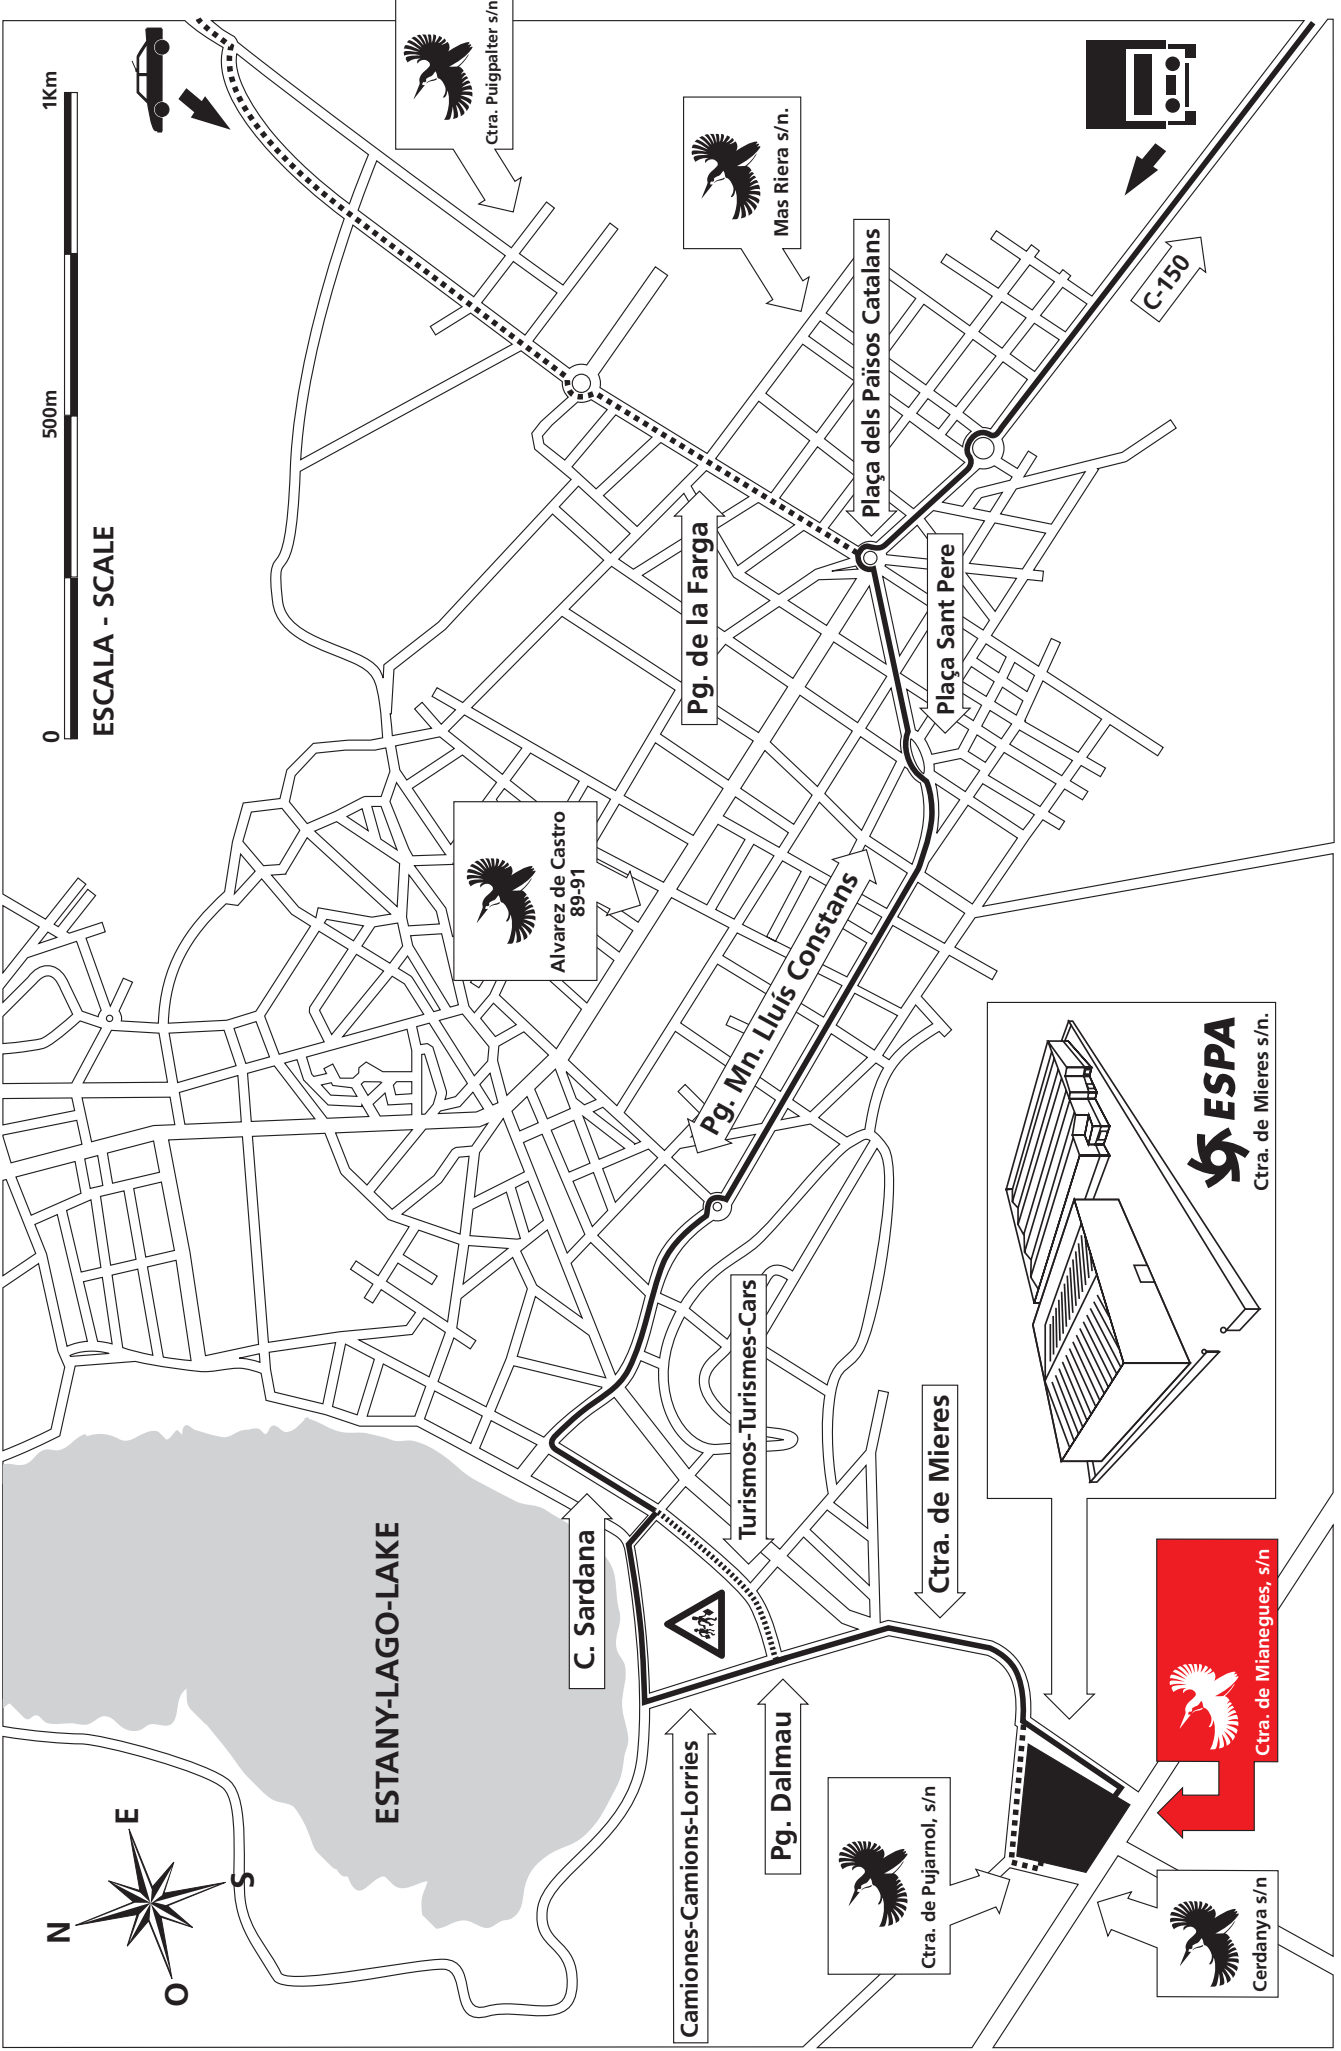 N
E
S
O
ESTANY-LAGO-LAKE
0
500m
1Km
ESCALA - SCALE
Ctra. Puigpalter s/n
Alvarez de Castro
89-91
Mas Riera s/n.
Pg. de la Farga
C. Sardana
Camiones-Camions-Lorries
Turismos-Turismes-Cars
Pg. Mn. Lluís Constans
Pg. Dalmau
Plaça dels Països Catalans
Plaça Sant Pere
Ctra. de Mieres
Ctra. de Pujarnol, s/n
C-150
ESPA
Ctra. de Mieres s/n.
Ctra. de Mianegues, s/n
Cerdanya s/n